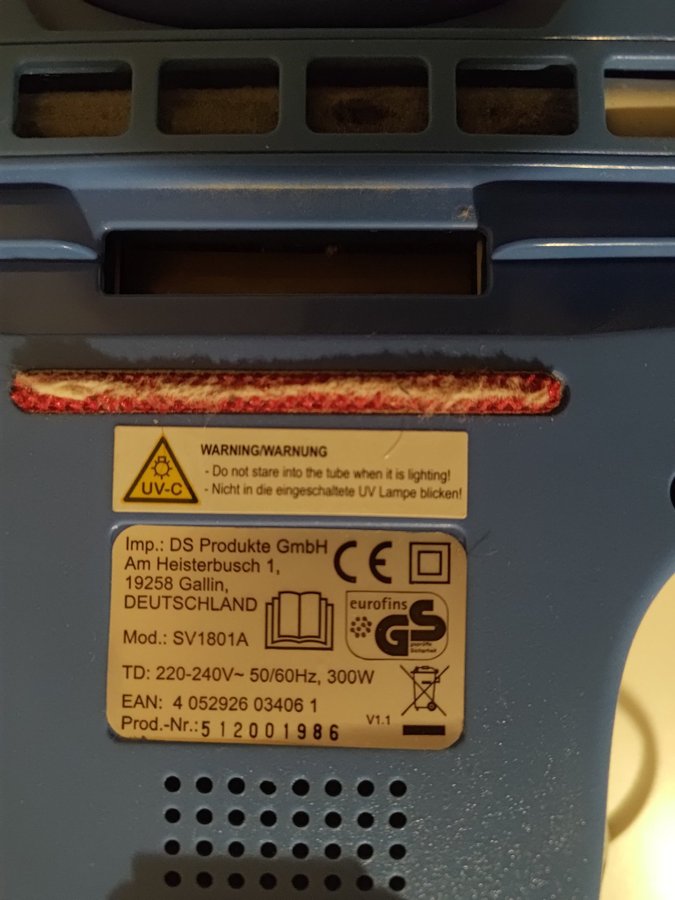 WARNING/WARNUNG
- Do not stare into the tube when it is lighting!
- Nicht in die eingeschaltete UV Lampe blicken!
UV-C
Imp.: DS Produkte GmbH
Am Heisterbusch 1,
19258 Gallin,
DEUTSCHLAND
CE
eurofins
GS
geprüfte
Sicherheit
Mod.: SV1801A
TD: 220-240V~ 50/60Hz, 300W
EAN: 4 052926 03406 1
Prod.-Nr.: 512001986
V1.1